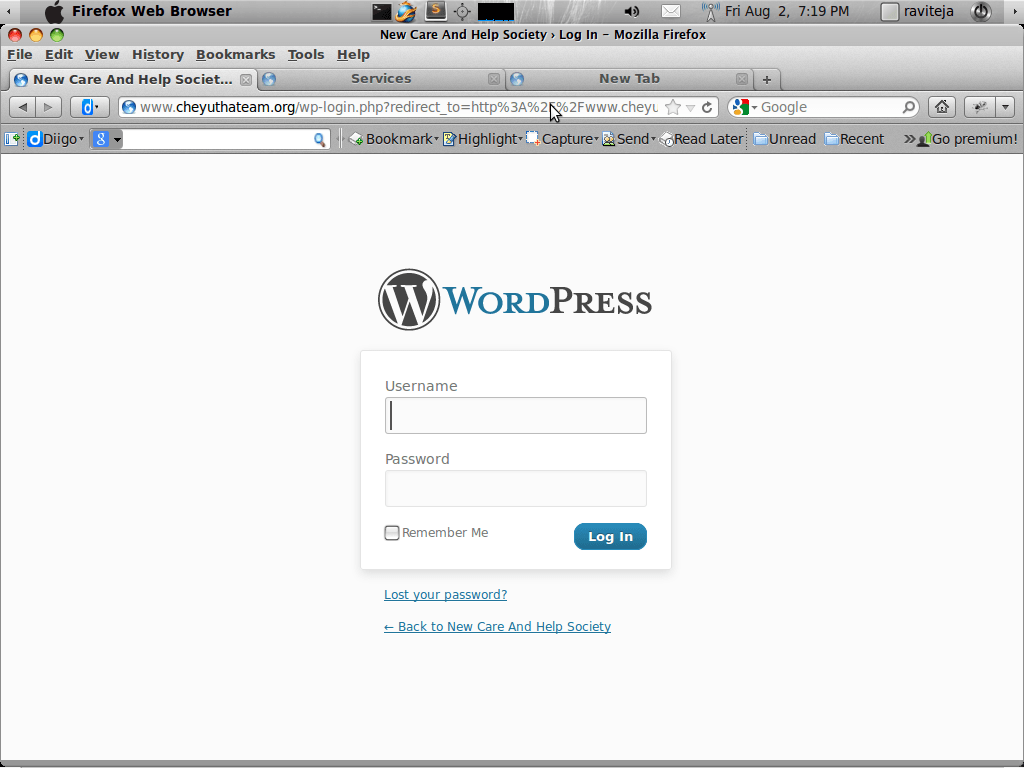 Firefox Web Browser S Fri Aug 2, 7:19 PM raviteja
New Care And Help Society › Log In – Mozilla Firefox
File Edit View History Bookmarks Tools Help
New Care And Help Societ... Services New Tab +
d www.cheyuthateam.org/wp-login.php?redirect_to=http%3A%2F%2Fwww.cheyu Google
d Diigo 8 Bookmark Highlight Capture Send Read Later Unread Recent » Go premium!
W WORDPRESS
Username
Password
Remember Me Log In
Lost your password?
← Back to New Care And Help Society